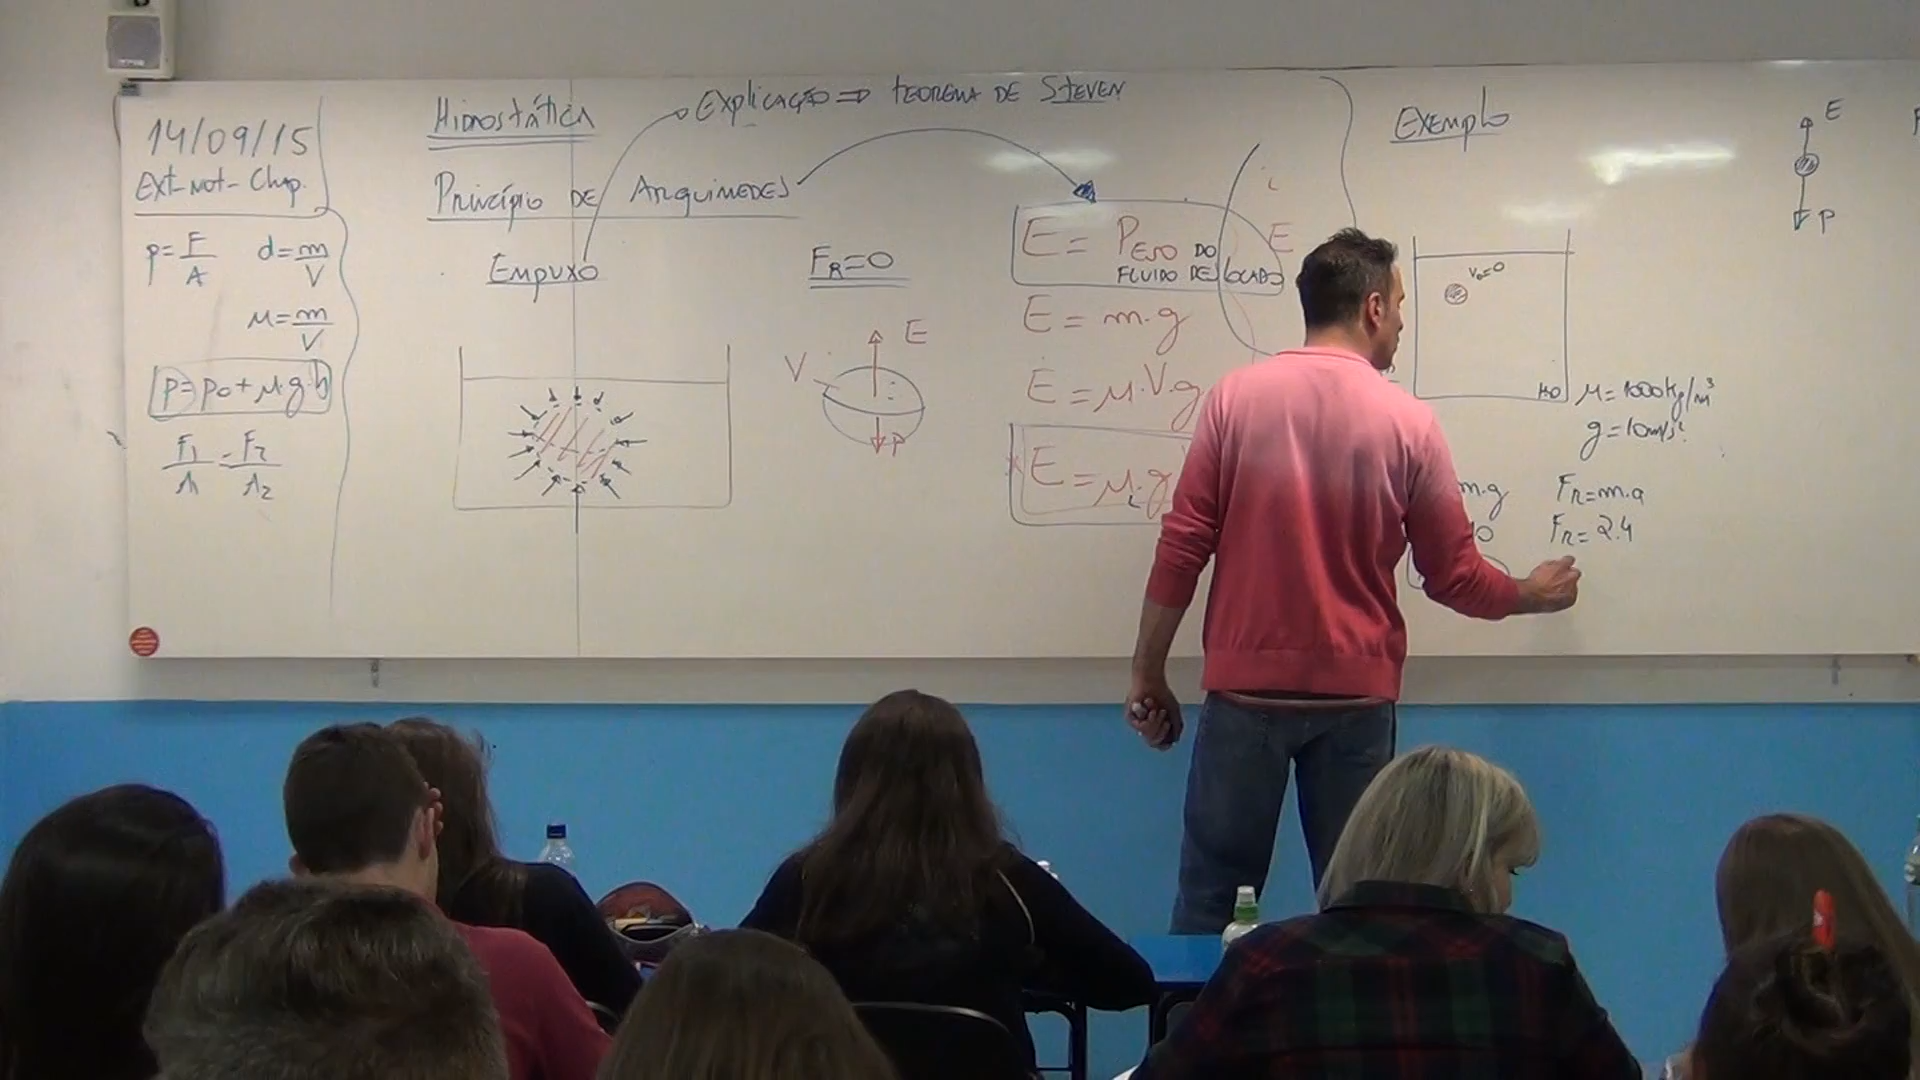 14/09/15
Ext-Not-Chap.
p=F/A d=m/V
μ=m/V
p=p0+μ.g.h
F1/A1=F2/A2
Hidrostática
Explicação ⇒ TEOREMA DE STEVEN
Princípio DE ARquimEDES
EmpuxO
FR=0
V
E
P
E = PESO DO
FLUIDO DESLOCADO
E = m.g
E = μ.V.g
E = μL.g
E
Exemplo
E
P
V0=0
H2O
μ=1000kg/m³
g=10m/s²
m.g
FR=m.a
FR=2.4